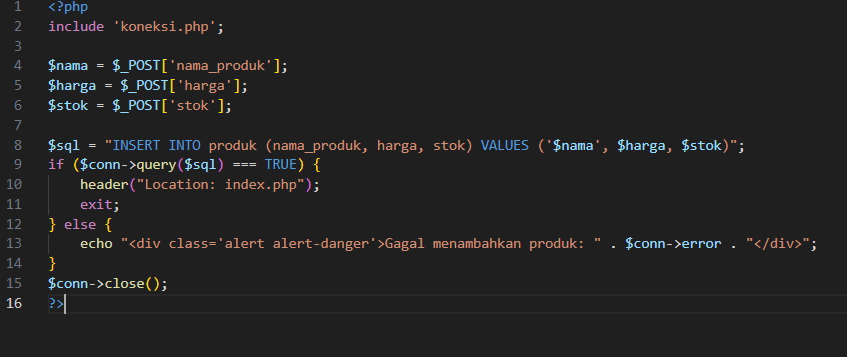 1 <?php
2 include 'koneksi.php';
3
4 $nama = $_POST['nama_produk'];
5 $harga = $_POST['harga'];
6 $stok = $_POST['stok'];
7
8 $sql = "INSERT INTO produk (nama_produk, harga, stok) VALUES ('$nama', $harga, $stok)";
9 if ($conn->query($sql) === TRUE) {
10     header("Location: index.php");
11     exit;
12 } else {
13     echo "<div class='alert alert-danger'>Gagal menambahkan produk: " . $conn->error . "</div>";
14 }
15 $conn->close();
16 ?>